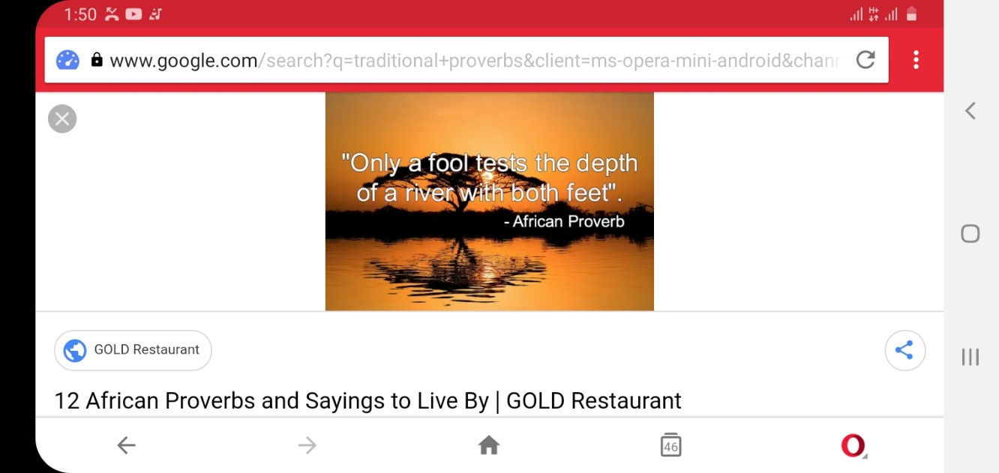 1:50
H+
www.google.com/search?q=traditional+proverbs&client=ms-opera-mini-android&chan
"Only a fool tests the depth
of a river with both feet".
- African Proverb
GOLD Restaurant
12 African Proverbs and Sayings to Live By | GOLD Restaurant
46